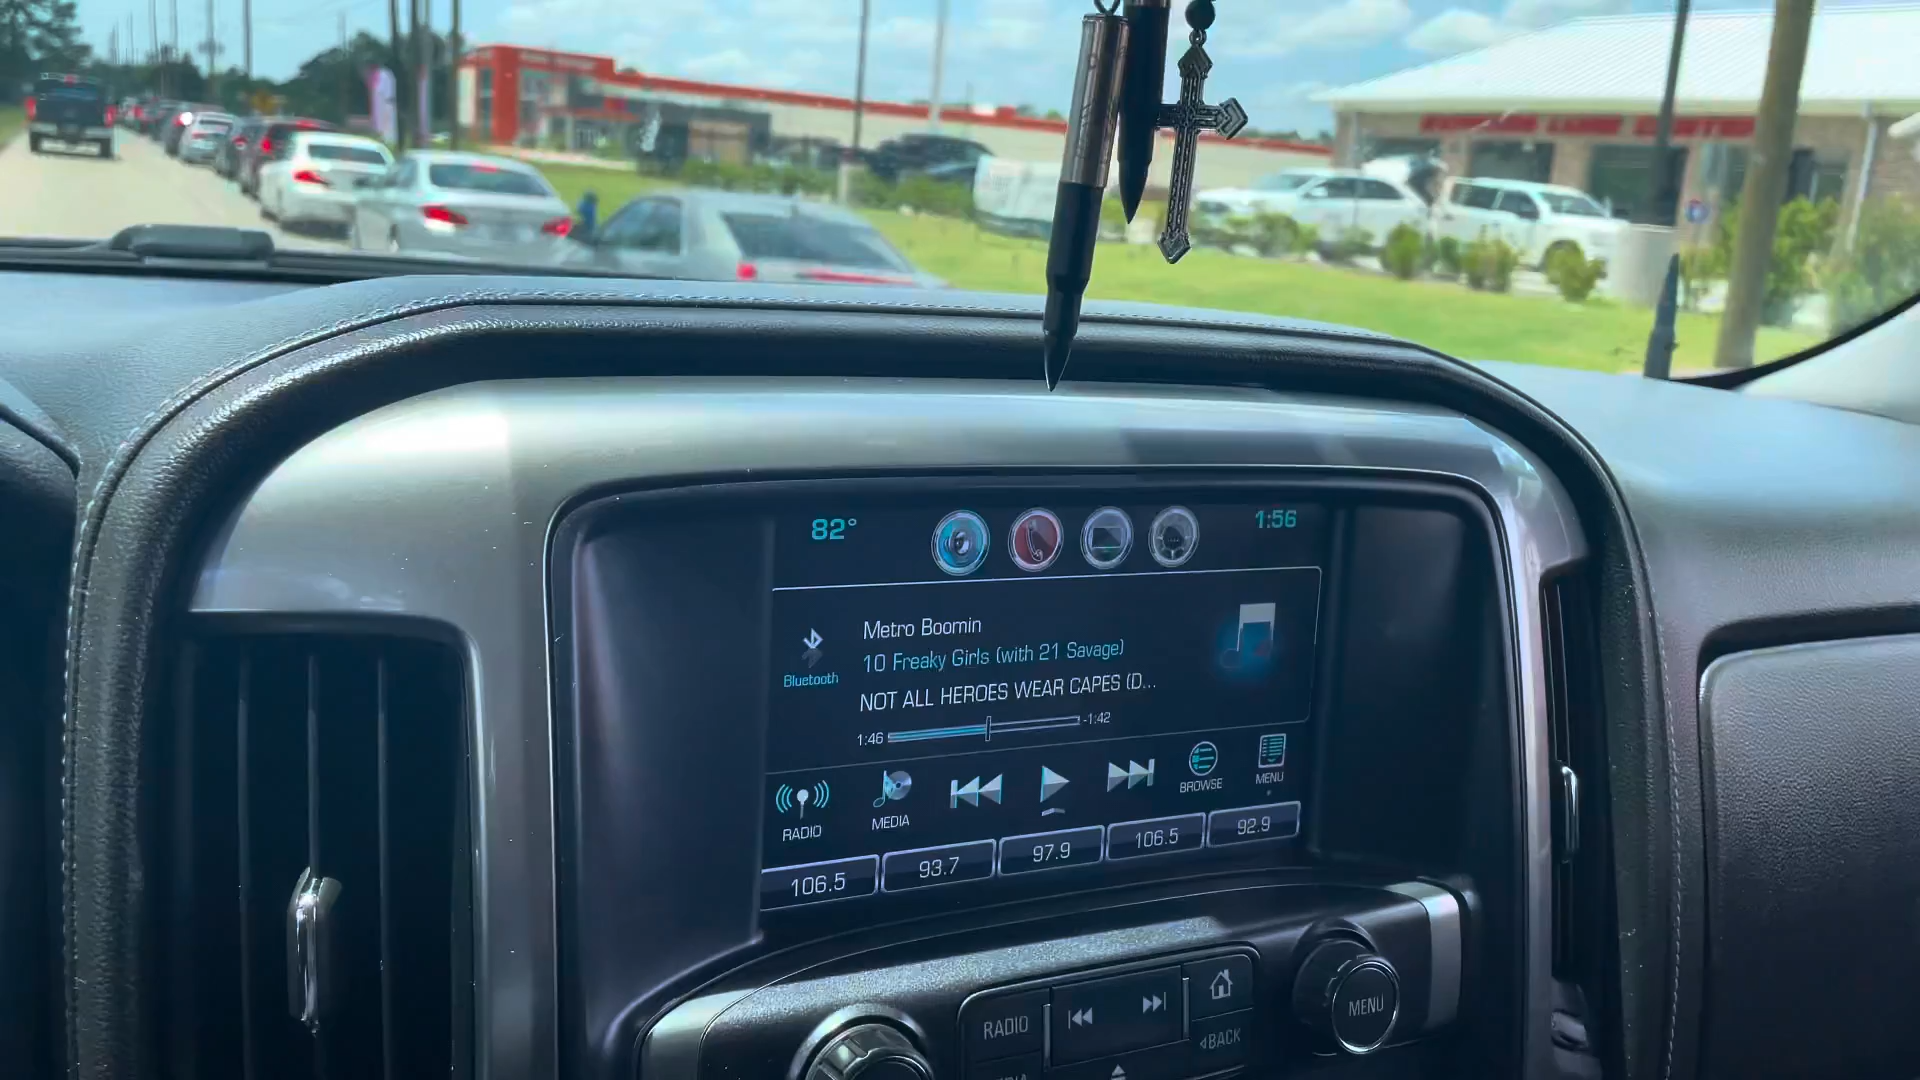 82°
1:56
Metro Boomin
10 Freaky Girls (with 21 Savage)
NOT ALL HEROES WEAR CAPES (D...
Bluetooth
1:46
-1:42
RADIO
MEDIA
BROWSE
MENU
106.5
93.7
97.9
106.5
92.9
RADIO
BACK
MENU